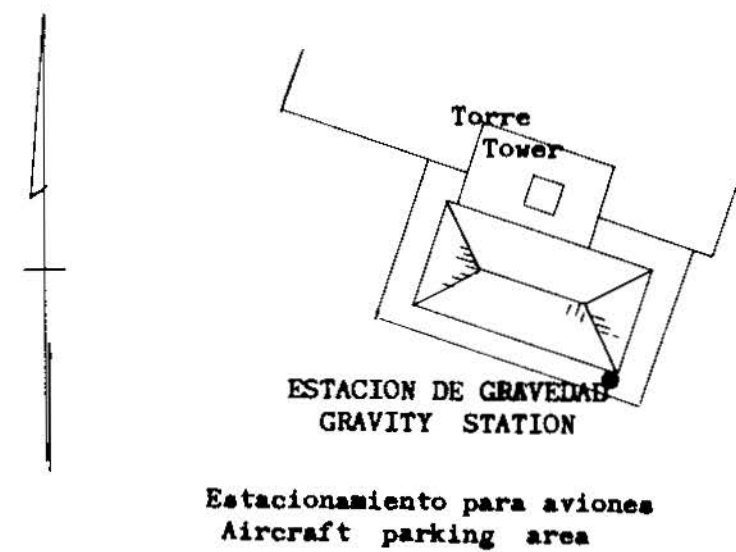 Torre
Tower
ESTACION DE GRAVEDAD
GRAVITY STATION
Estacionamiento para aviones
Aircraft parking area